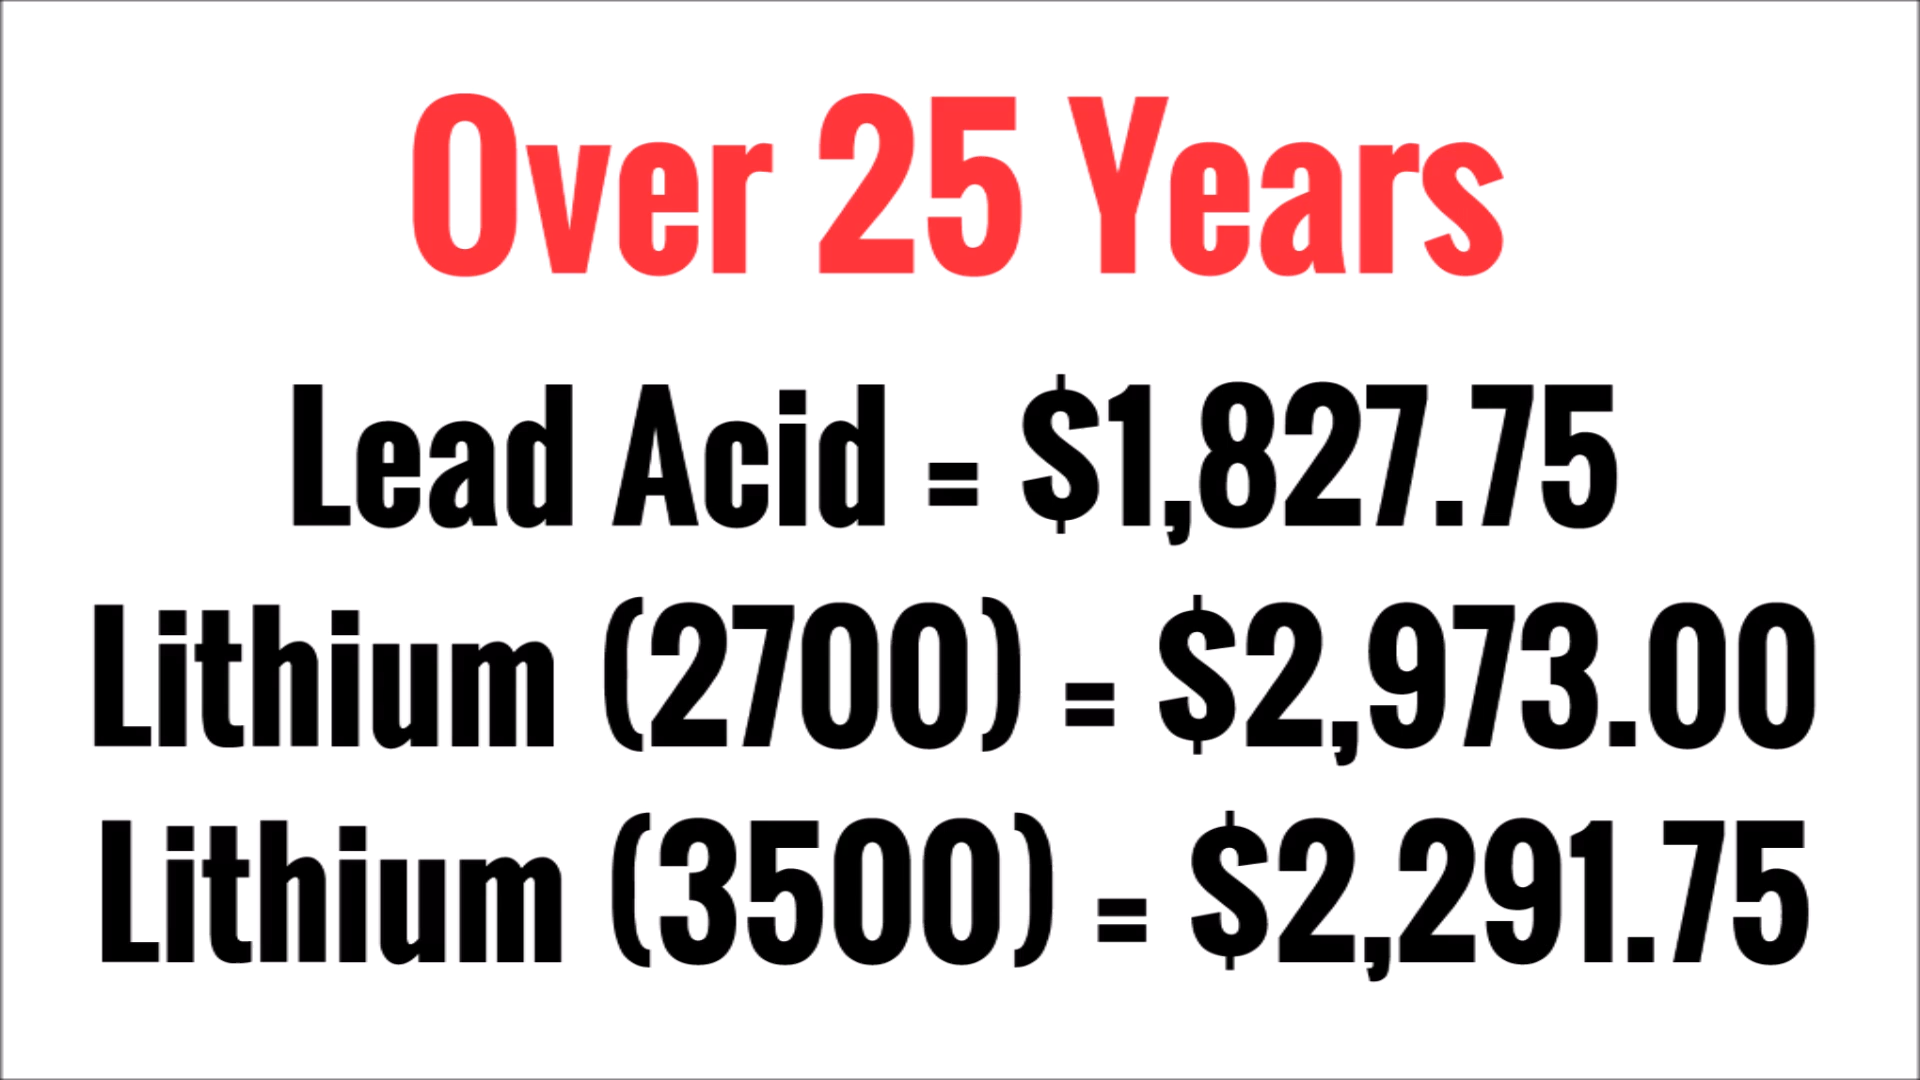 Over 25 Years
Lead Acid = $1,827.75
Lithium (2700) = $2,973.00
Lithium (3500) = $2,291.75